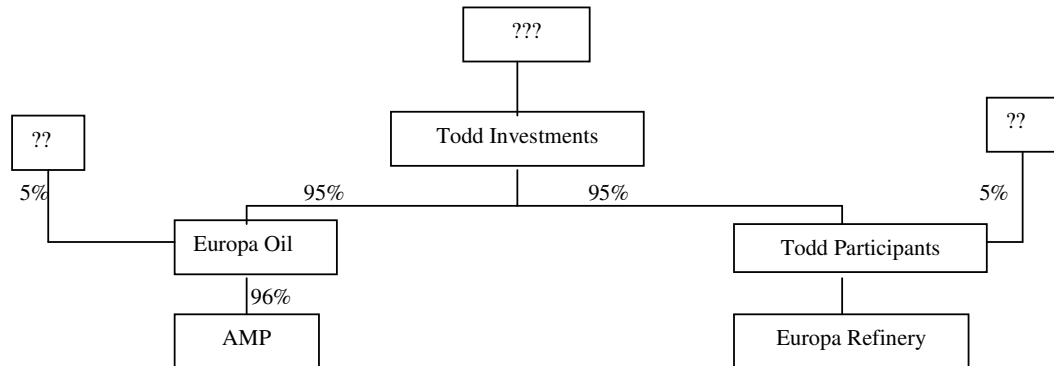 ???
??
Todd Investments
??
5%
95%
95%
5%
Europa Oil
Todd Participants
96%
AMP
Europa Refinery